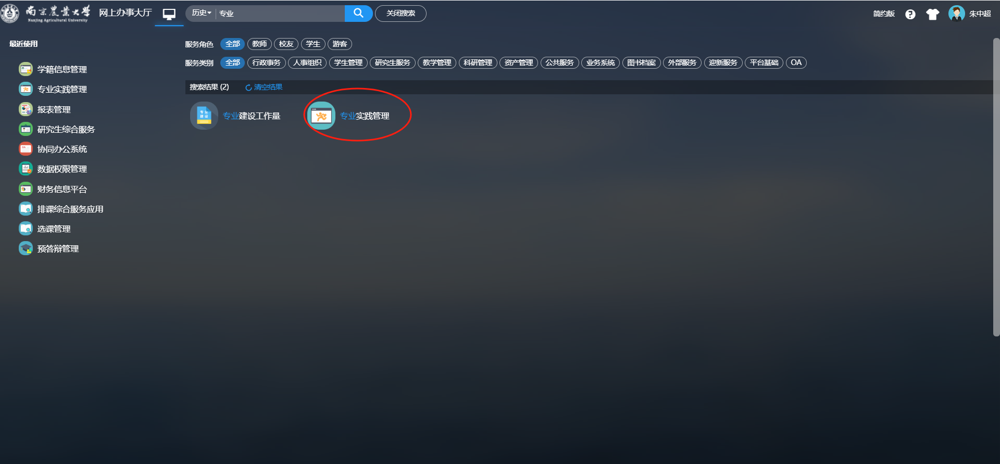 南京農業大學
Nanjing Agricultural University
网上办事大厅
历史
专业
关闭搜索
简约版
朱中超
最近使用
学籍信息管理
专业实践管理
报表管理
研究生综合服务
协同办公系统
数据权限管理
财务信息平台
排课综合服务应用
选课管理
预答辩管理
服务角色 全部 教师 校友 学生 游客
服务类别 全部 行政事务 人事组织 学生管理 研究生服务 教学管理 科研管理 资产管理 公共服务 业务系统 图书档案 外部服务 迎新服务 平台基础 OA
搜索结果 (2) 清空结果
专业
建设
专业建设工作量
专业实践管理